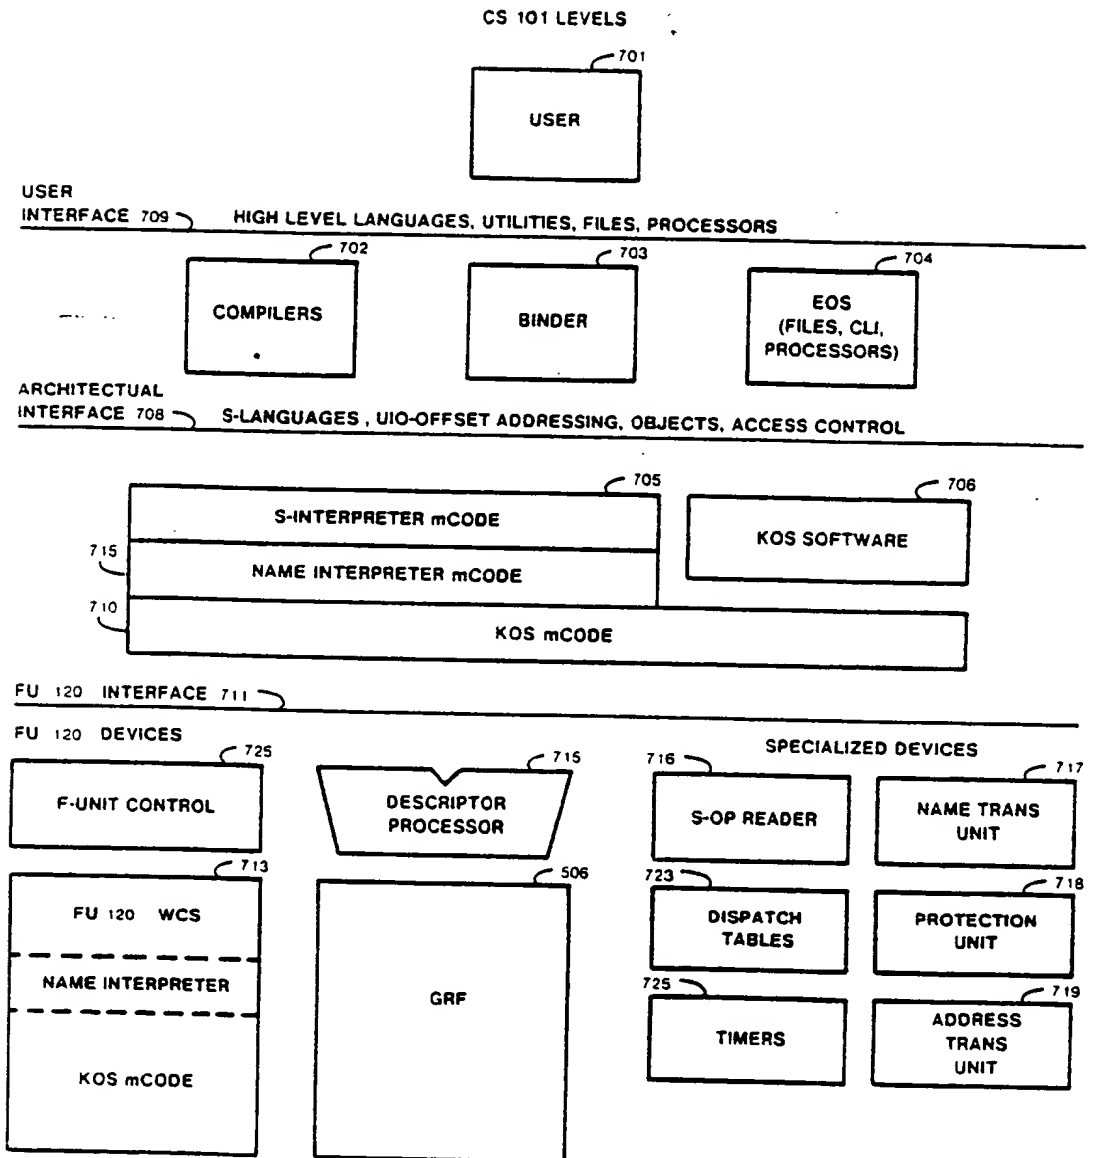 CS 101 LEVELS
701
USER
USER
INTERFACE 709
HIGH LEVEL LANGUAGES, UTILITIES, FILES, PROCESSORS
702
COMPILERS
703
BINDER
704
EOS
(FILES, CLI,
PROCESSORS)
ARCHITECTUAL
INTERFACE 708
S-LANGUAGES , UIO-OFFSET ADDRESSING, OBJECTS, ACCESS CONTROL
705
S-INTERPRETER mCODE
706
KOS SOFTWARE
715
NAME INTERPRETER mCODE
710
KOS mCODE
FU 120 INTERFACE 711
FU 120 DEVICES
SPECIALIZED DEVICES
725
F-UNIT CONTROL
715
DESCRIPTOR
PROCESSOR
716
S-OP READER
717
NAME TRANS
UNIT
713
FU 120 WCS
NAME INTERPRETER
KOS mCODE
506
GRF
723
DISPATCH
TABLES
718
PROTECTION
UNIT
725
TIMERS
719
ADDRESS
TRANS
UNIT